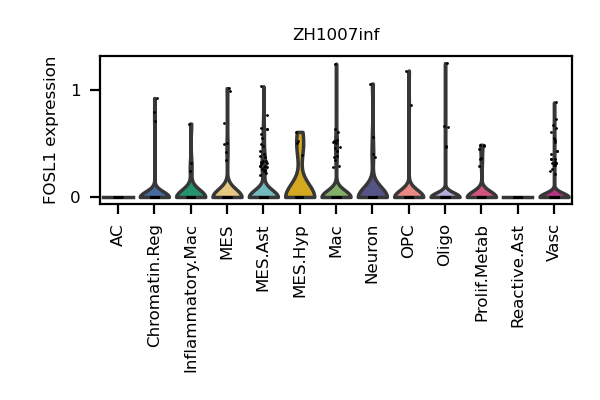 ZH1007inf
FOSL1 expression
1
0
AC
Chromatin.Reg
Inflammatory.Mac
MES
MES.Ast
MES.Hyp
Mac
Neuron
OPC
Oligo
Prolif.Metab
Reactive.Ast
Vasc